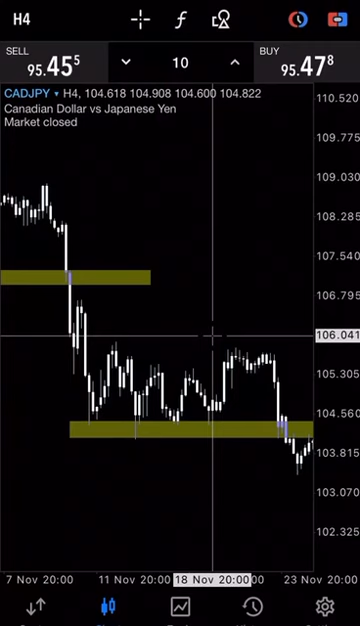 H4
SELL
95.45⁵
10
BUY
95.47⁸
CADJPY ▾ H4, 104.618 104.908 104.600 104.822
Canadian Dollar vs Japanese Yen
Market closed
110.520
109.775
109.030
108.285
107.540
106.795
106.041
105.305
104.560
103.815
103.070
102.325
7 Nov 20:00
11 Nov 20:00
18 Nov 20:00
23 Nov 20:00